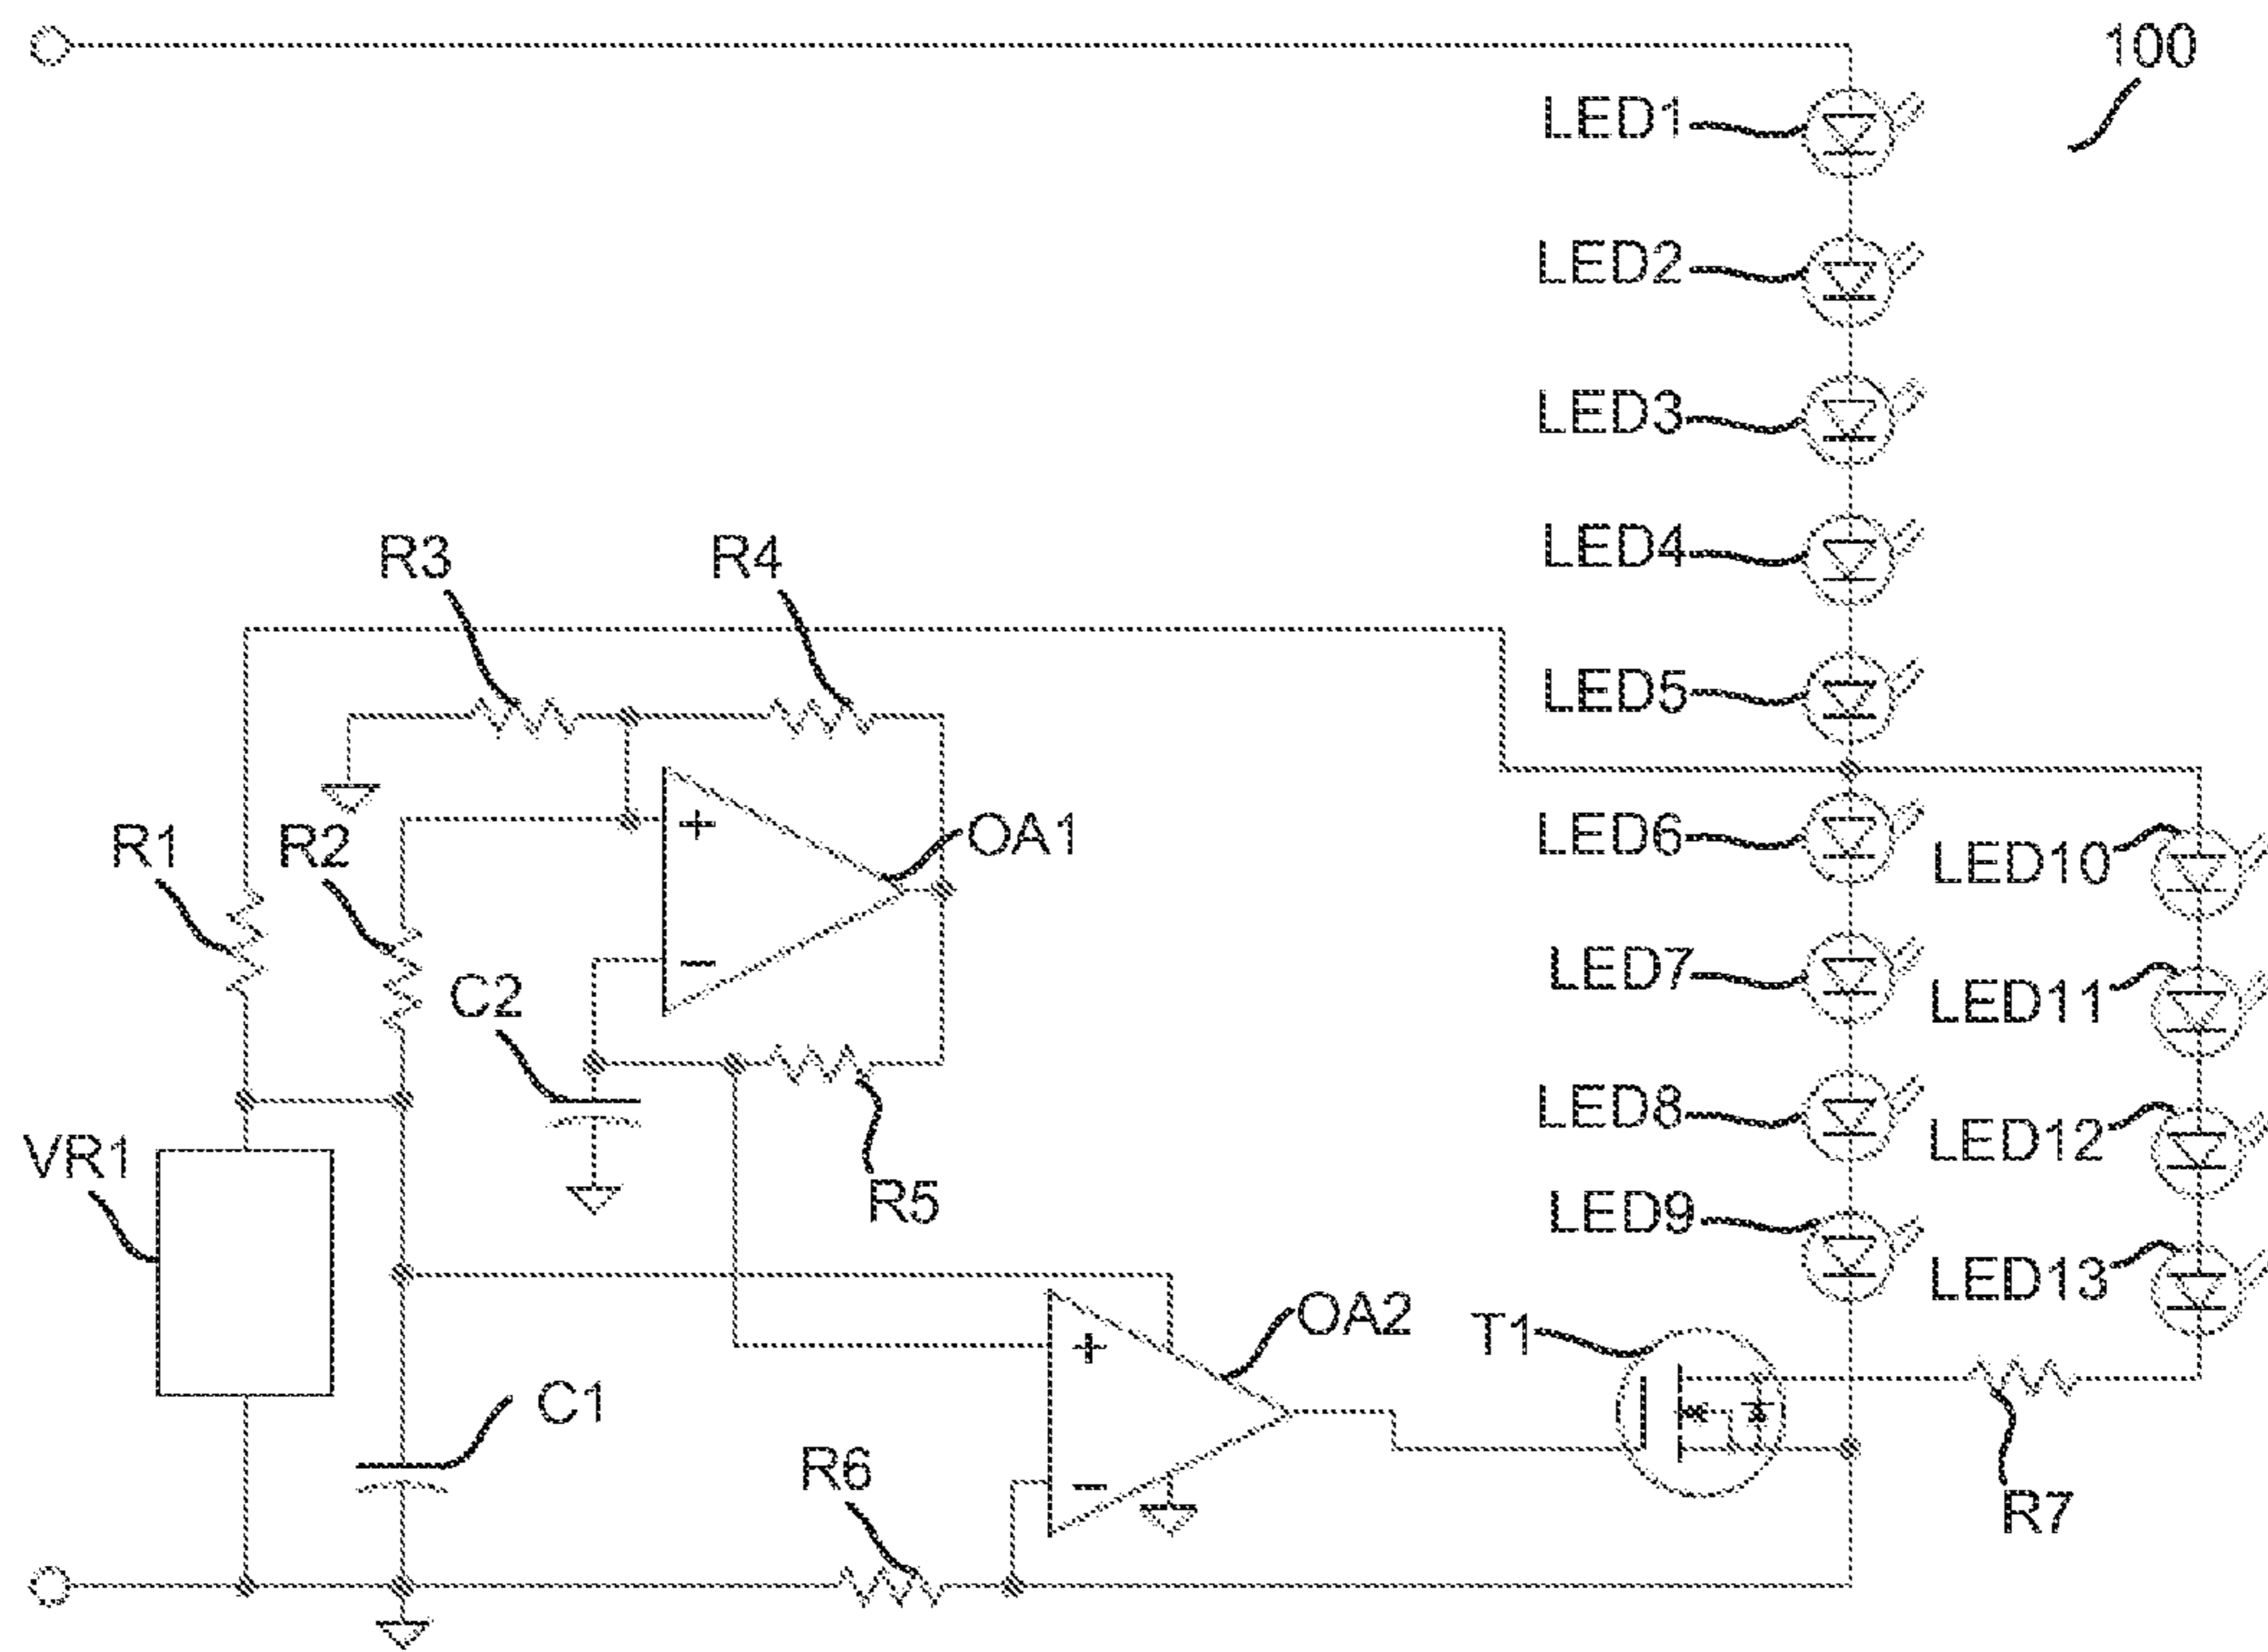 100
LED1
LED2
LED3
LED4
R3
R4
LED5
R1
R2
+
OA1
LED6
LED10
−
C2
LED7
LED11
VR1
R5
LED8
LED12
LED9
LED13
+
OA2
T1
C1
R6
−
R7